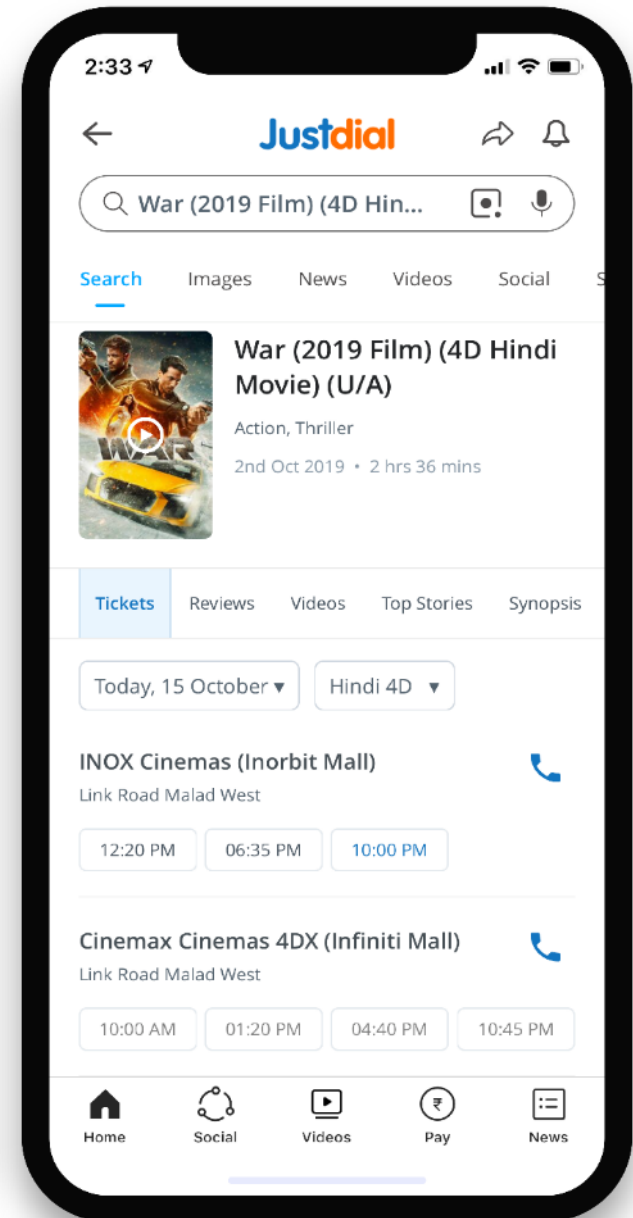 2:33
Justdial
War (2019 Film) (4D Hin...
Search Images News Videos Social S
War (2019 Film) (4D Hindi
Movie) (U/A)
Action, Thriller
2nd Oct 2019 • 2 hrs 36 mins
WAR
Tickets Reviews Videos Top Stories Synopsis
Today, 15 October ▾ Hindi 4D ▾
INOX Cinemas (Inorbit Mall)
Link Road Malad West
12:20 PM 06:35 PM 10:00 PM
Cinemax Cinemas 4DX (Infiniti Mall)
Link Road Malad West
10:00 AM 01:20 PM 04:40 PM 10:45 PM
₹
Home Social Videos Pay News